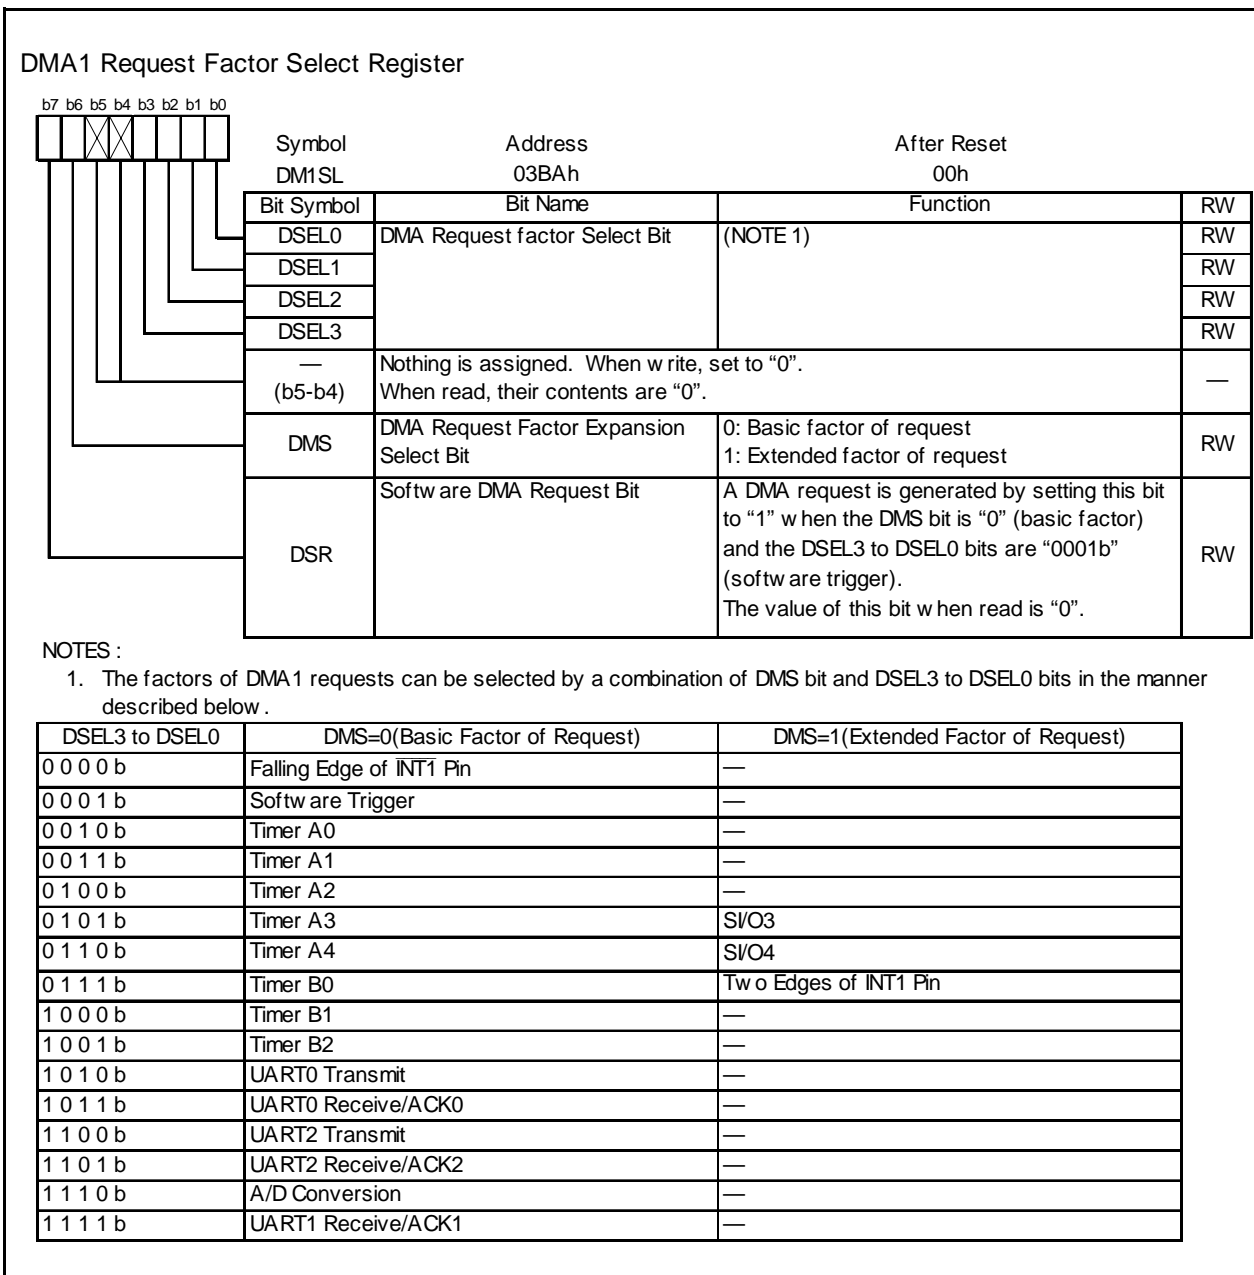 DMA1 Request Factor Select Register
b7 b6 b5 b4 b3 b2 b1 b0
Symbol Address After Reset
DM1SL 03BAh 00h
Bit Symbol Bit Name Function RW
DSEL0 DMA Request factor Select Bit (NOTE 1) RW
DSEL1 RW
DSEL2 RW
DSEL3 RW
— Nothing is assigned. When write, set to “0”.
(b5-b4) When read, their contents are “0”. —
DMS DMA Request Factor Expansion Select Bit 0: Basic factor of request RW
1: Extended factor of request
DSR Software DMA Request Bit A DMA request is generated by setting this bit
to “1” when the DMS bit is “0” (basic factor)
and the DSEL3 to DSEL0 bits are “0001b” RW
(software trigger).
The value of this bit when read is “0”.
NOTES :
1. The factors of DMA1 requests can be selected by a combination of DMS bit and DSEL3 to DSEL0 bits in the manner
described below.
DSEL3 to DSEL0 DMS=0(Basic Factor of Request) DMS=1(Extended Factor of Request)
0 0 0 0 b Falling Edge of INT1 Pin —
0 0 0 1 b Software Trigger —
0 0 1 0 b Timer A0 —
0 0 1 1 b Timer A1 —
0 1 0 0 b Timer A2 —
0 1 0 1 b Timer A3 SI/O3
0 1 1 0 b Timer A4 SI/O4
0 1 1 1 b Timer B0 Two Edges of INT1 Pin
1 0 0 0 b Timer B1 —
1 0 0 1 b Timer B2 —
1 0 1 0 b UART0 Transmit —
1 0 1 1 b UART0 Receive/ACK0 —
1 1 0 0 b UART2 Transmit —
1 1 0 1 b UART2 Receive/ACK2 —
1 1 1 0 b A/D Conversion —
1 1 1 1 b UART1 Receive/ACK1 —